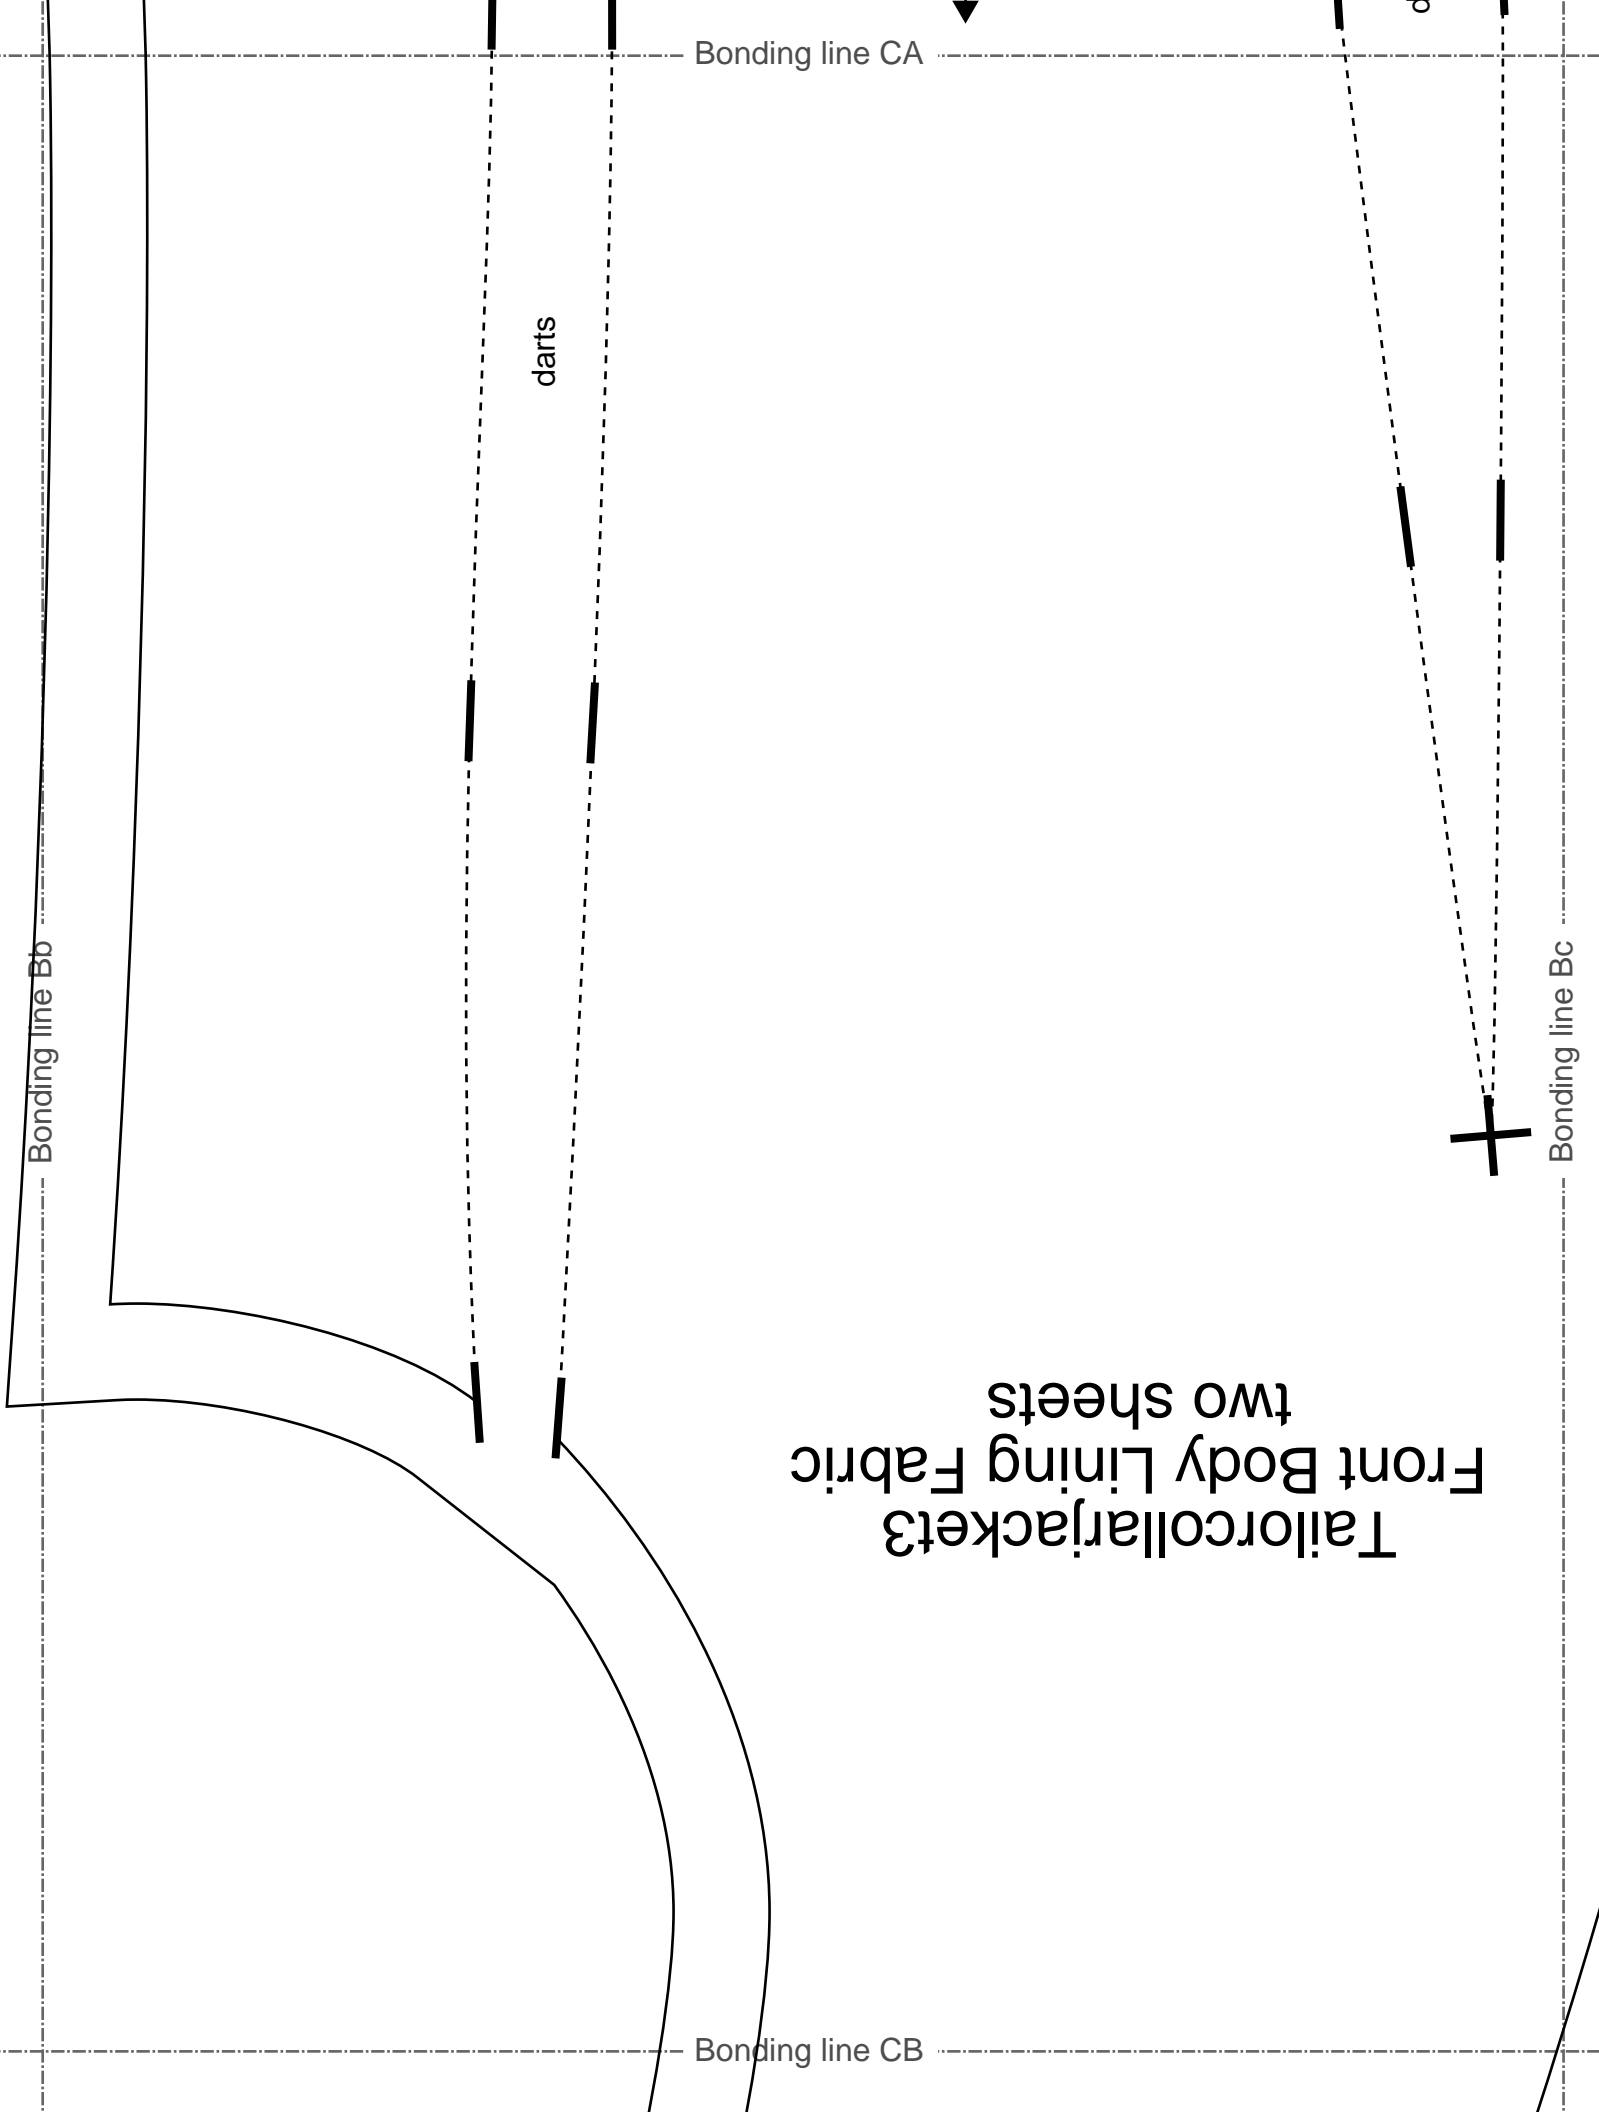 Bonding line CA
darts
Bonding line Bb
Bonding line Bc
Tailorcollarjacket3
Front Body Lining Fabric
two sheets
Bonding line CB